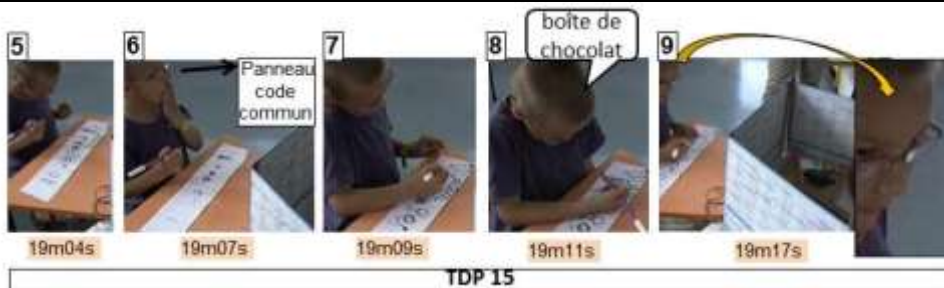 5
6
7
8
9
Panneau
code
commun
boîte de
chocolat
19m04s
19m07s
19m09s
19m11s
19m17s
TDP 15